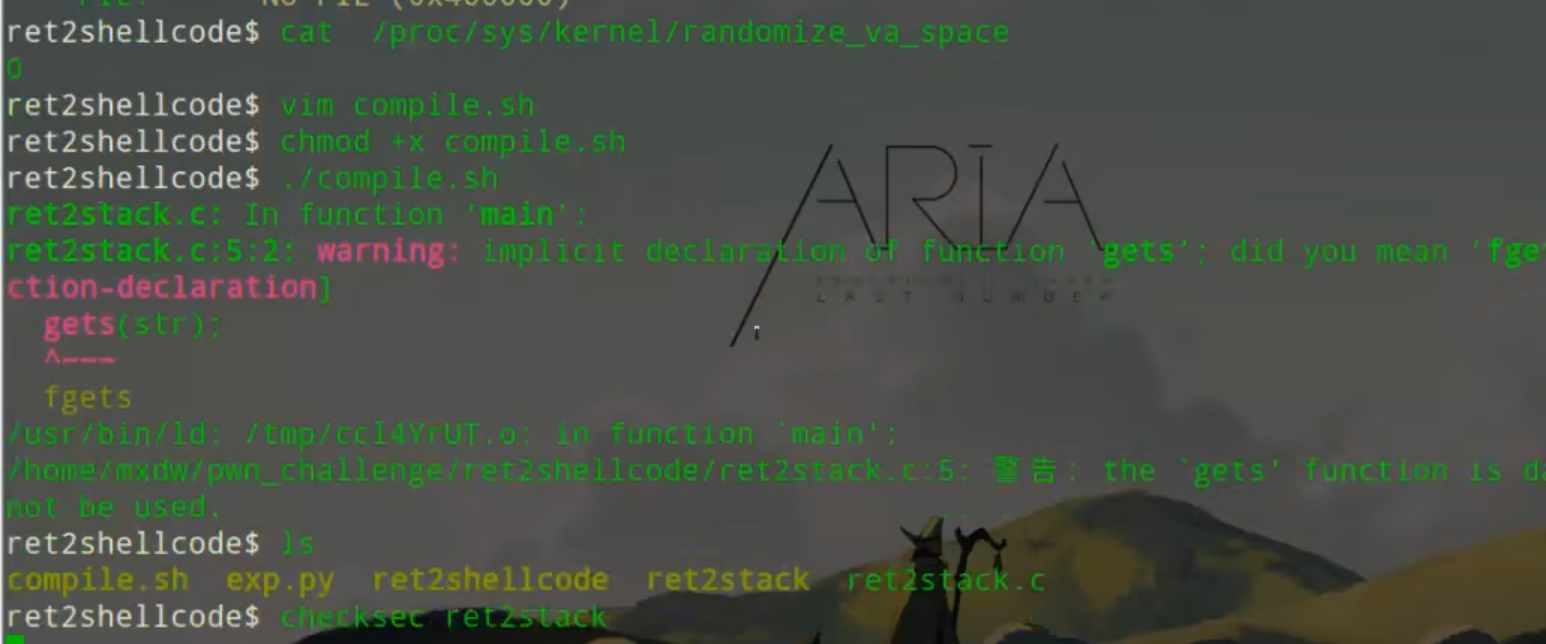 FILE: NO PIE (0x400000)
ret2shellcode$ cat  /proc/sys/kernel/randomize_va_space
0
ret2shellcode$ vim compile.sh
ret2shellcode$ chmod +x compile.sh
ret2shellcode$ ./compile.sh
ret2stack.c: In function ‘main’:
ret2stack.c:5:2: warning: implicit declaration of function ‘gets’; did you mean ‘fge
ction-declaration]
gets(str);
^~~~
fgets
/usr/bin/ld: /tmp/ccl4YrUT.o: in function `main':
/home/mxdw/pwn_challenge/ret2shellcode/ret2stack.c:5: 警告: the `gets' function is da
not be used.
ret2shellcode$ ls
compile.sh  exp.py  ret2shellcode  ret2stack  ret2stack.c
ret2shellcode$ checksec ret2stack
ARIA
LAST NUMBER